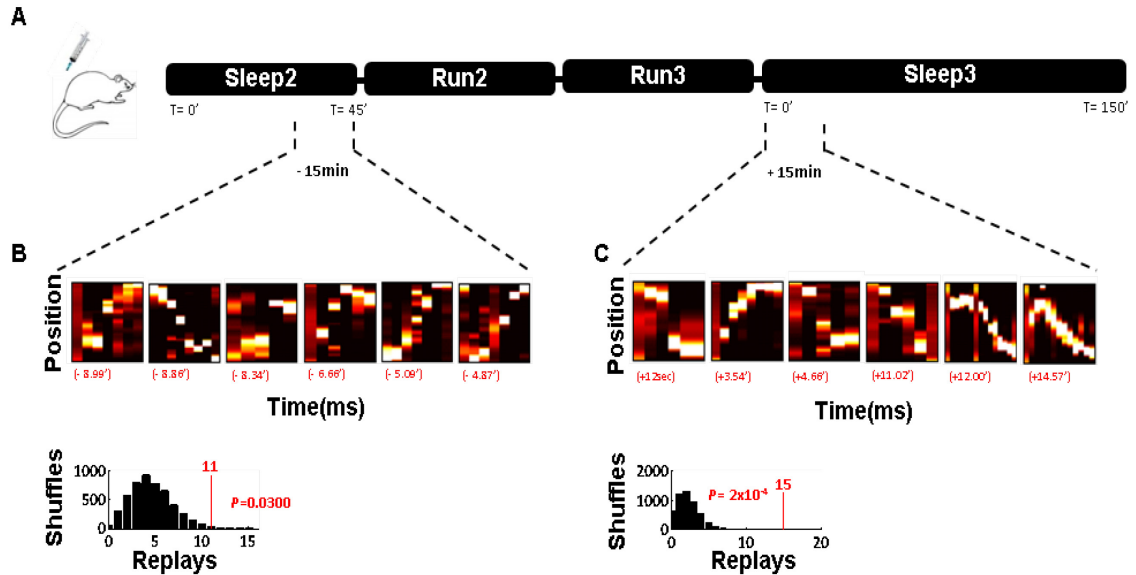 A
Sleep2 Run2 Run3 Sleep3
T= 0' T= 45' T= 0' T= 150'
- 15min + 15min
B
Position
(- 8.99') (- 8.86') (- 8.34') (- 6.66') (- 5.09') (- 4.87')
Time(ms)
Shuffles
1000
500
0
11
P=0.0300
0 5 10 15
Replays
C
Position
(+12sec) (+3.54') (+4.66') (+11.02') (+12.00') (+14.57')
Time(ms)
Shuffles
2000
1000
0
15
P= 2x10⁻⁴
0 10 20
Replays